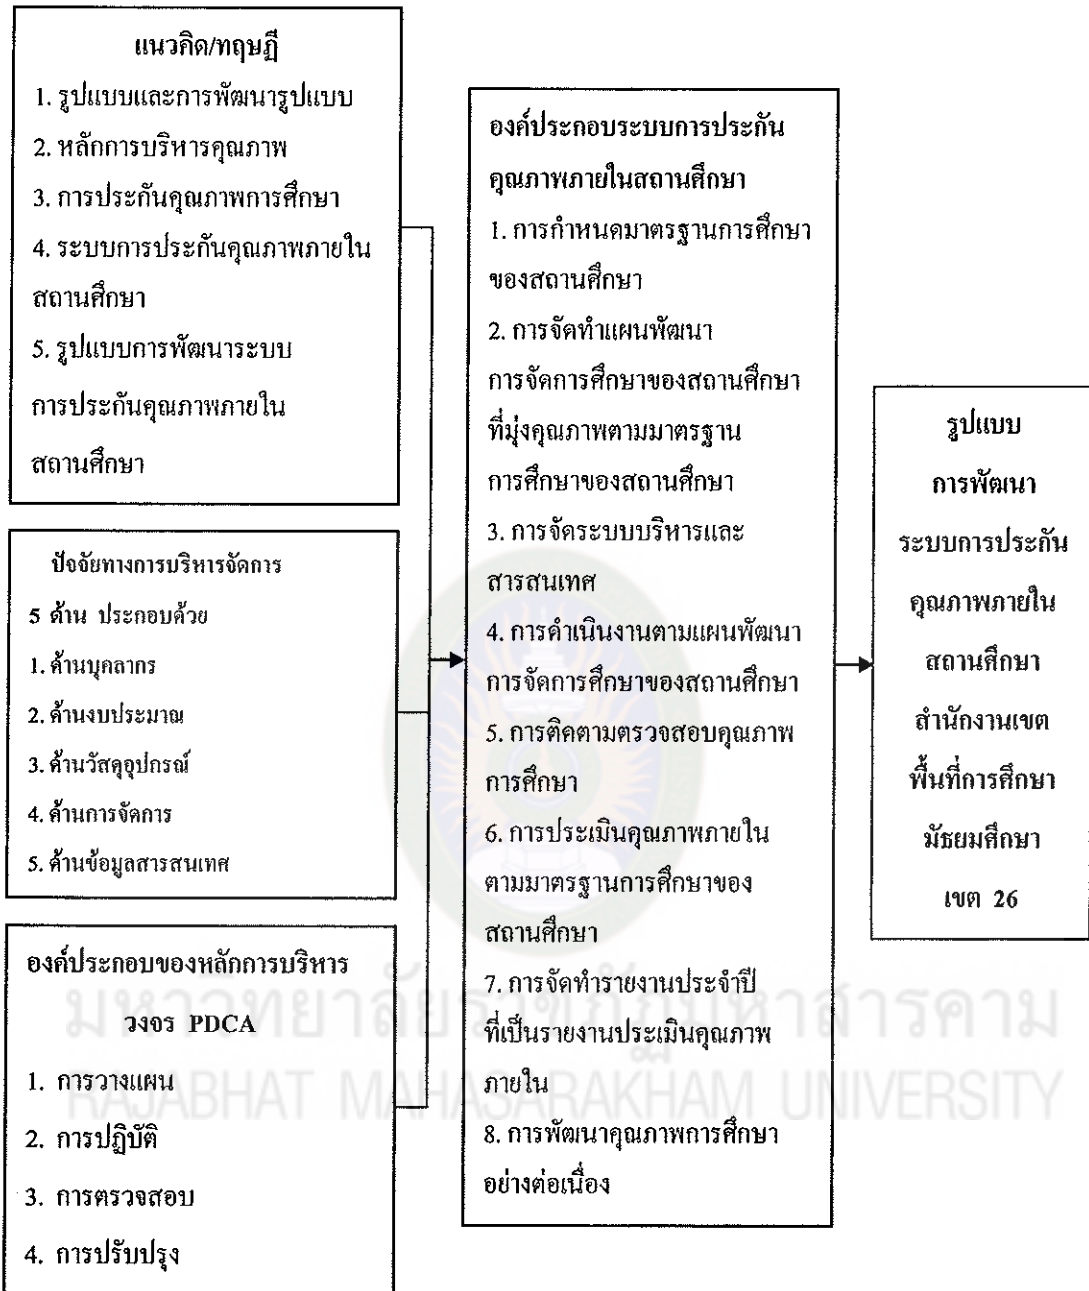 แนวคิด/ทฤษฎี
1. รูปแบบและการพัฒนารูปแบบ
2. หลักการบริหารคุณภาพ
3. การประกันคุณภาพการศึกษา
4. ระบบการประกันคุณภาพภายใน
สถานศึกษา
5. รูปแบบการพัฒนาระบบ
การประกันคุณภาพภายใน
สถานศึกษา
ปัจจัยทางการบริหารจัดการ
5 ด้าน ประกอบด้วย
1. ด้านบุคลากร
2. ด้านงบประมาณ
3. ด้านวัสดุอุปกรณ์
4. ด้านการจัดการ
5. ด้านข้อมูลสารสนเทศ
องค์ประกอบของหลักการบริหาร
วงจร PDCA
1. การวางแผน
2. การปฏิบัติ
3. การตรวจสอบ
4. การปรับปรุง
องค์ประกอบระบบการประกัน
คุณภาพภายในสถานศึกษา
1. การกำหนดมาตรฐานการศึกษา
ของสถานศึกษา
2. การจัดทำแผนพัฒนา
การจัดการศึกษาของสถานศึกษา
ที่มุ่งคุณภาพตามมาตรฐาน
การศึกษาของสถานศึกษา
3. การจัดระบบบริหารและ
สารสนเทศ
4. การดำเนินงานตามแผนพัฒนา
การจัดการศึกษาของสถานศึกษา
5. การติดตามตรวจสอบคุณภาพ
การศึกษา
6. การประเมินคุณภาพภายใน
ตามมาตรฐานการศึกษาของ
สถานศึกษา
7. การจัดทำรายงานประจำปี
ที่เป็นรายงานประเมินคุณภาพ
ภายใน
8. การพัฒนาคุณภาพการศึกษา
อย่างต่อเนื่อง
รูปแบบ
การพัฒนา
ระบบการประกัน
คุณภาพภายใน
สถานศึกษา
สำนักงานเขต
พื้นที่การศึกษา
มัธยมศึกษา
เขต 26
มหาวิทยาลัยราชภัฏมหาสารคาม
RAJABHAT MAHASARAKHAM UNIVERSITY